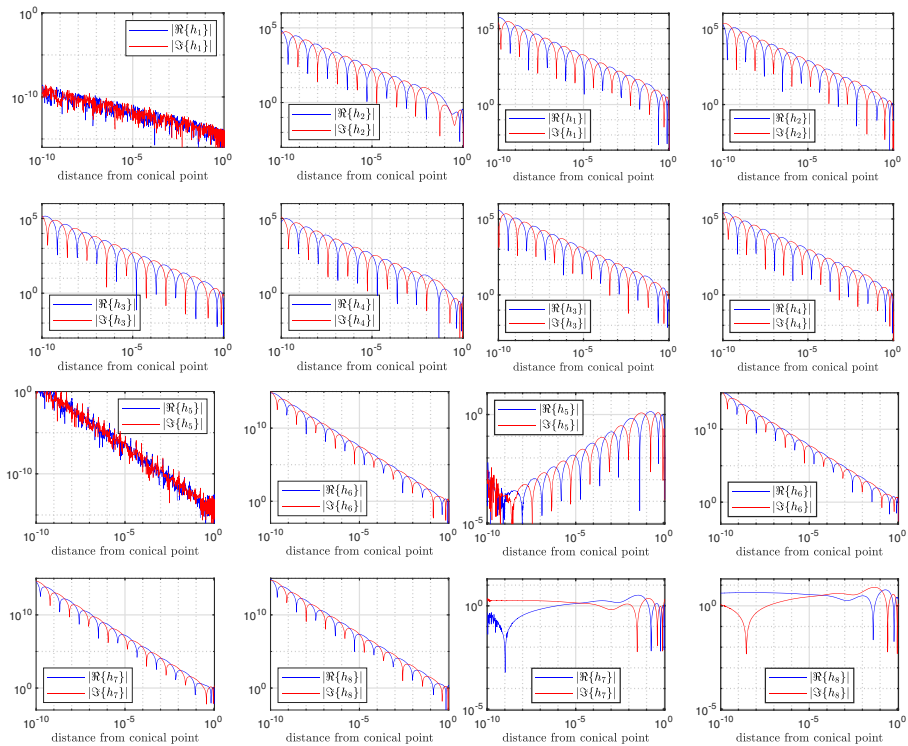 10^0
10^-10
|ℜ{h_1}|
|ℑ{h_1}|
10^-10 10^-5 10^0
distance from conical point
10^5
10^0
|ℜ{h_2}|
|ℑ{h_2}|
10^-10 10^-5 10^0
distance from conical point
10^5
10^0
|ℜ{h_1}|
|ℑ{h_1}|
10^-10 10^-5 10^0
distance from conical point
10^5
10^0
|ℜ{h_2}|
|ℑ{h_2}|
10^-10 10^-5 10^0
distance from conical point
10^5
10^0
|ℜ{h_3}|
|ℑ{h_3}|
10^-10 10^-5 10^0
distance from conical point
10^5
10^0
|ℜ{h_4}|
|ℑ{h_4}|
10^-10 10^-5 10^0
distance from conical point
10^5
10^0
|ℜ{h_3}|
|ℑ{h_3}|
10^-10 10^-5 10^0
distance from conical point
10^5
10^0
|ℜ{h_4}|
|ℑ{h_4}|
10^-10 10^-5 10^0
distance from conical point
10^0
10^-10
|ℜ{h_5}|
|ℑ{h_5}|
10^-10 10^-5 10^0
distance from conical point
10^10
10^0
|ℜ{h_6}|
|ℑ{h_6}|
10^-10 10^-5 10^0
distance from conical point
10^0
10^-5
|ℜ{h_5}|
|ℑ{h_5}|
10^-10 10^-5 10^0
distance from conical point
10^10
10^0
|ℜ{h_6}|
|ℑ{h_6}|
10^-10 10^-5 10^0
distance from conical point
10^10
10^0
|ℜ{h_7}|
|ℑ{h_7}|
10^-10 10^-5 10^0
distance from conical point
10^10
10^0
|ℜ{h_8}|
|ℑ{h_8}|
10^-10 10^-5 10^0
distance from conical point
10^0
10^-5
|ℜ{h_7}|
|ℑ{h_7}|
10^-10 10^-5 10^0
distance from conical point
10^0
10^-5
|ℜ{h_8}|
|ℑ{h_8}|
10^-10 10^-5 10^0
distance from conical point